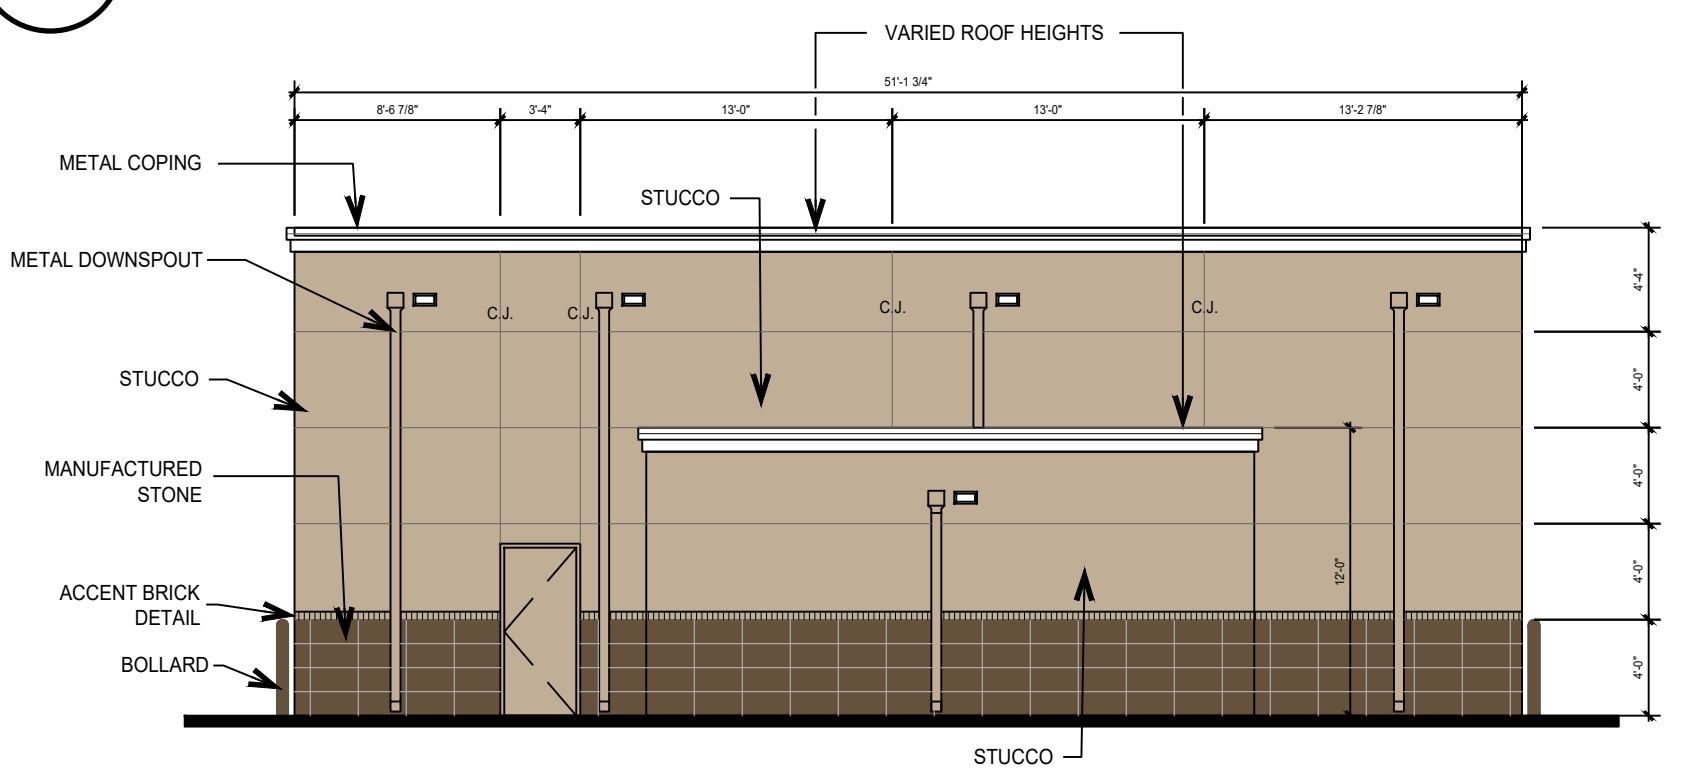 VARIED ROOF HEIGHTS
51'-1 3/4"
8'-6 7/8"
3'-4"
13'-0"
13'-0"
13'-2 7/8"
METAL COPING
STUCCO
METAL DOWNSPOUT
4'-4"
C.J.
C.J.
C.J.
C.J.
STUCCO
4'-0"
MANUFACTURED
STONE
4'-0"
12'-0"
4'-0"
ACCENT BRICK
DETAIL
BOLLARD
4'-0"
STUCCO